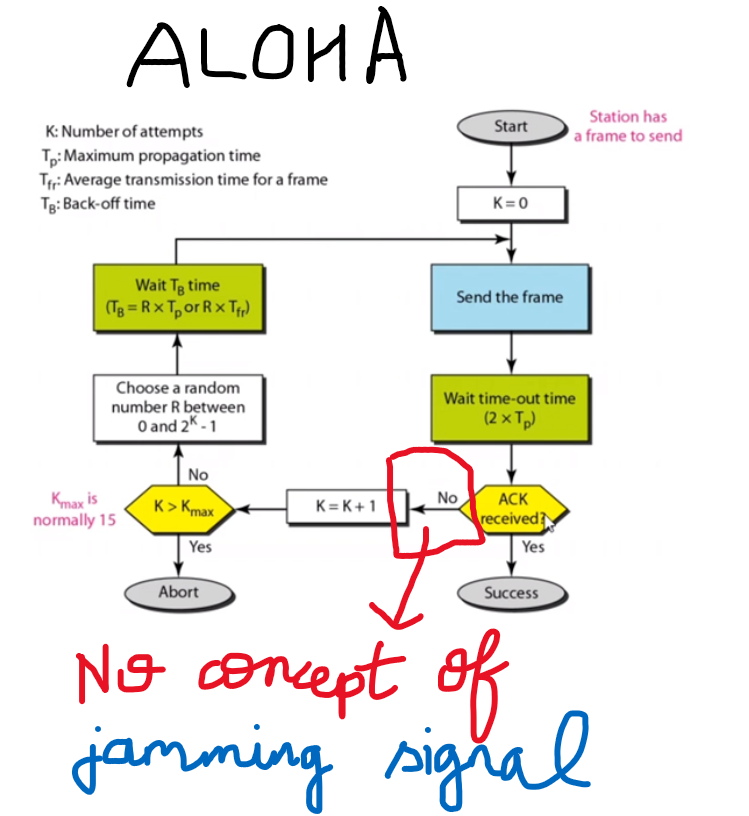 ALOHA
K: Number of attempts
Tp: Maximum propagation time
Tfr: Average transmission time for a frame
TB: Back-off time
Start
Station has
a frame to send
K = 0
Wait TB time
(TB = R × Tp or R × Tfr)
Send the frame
Choose a random
number R between
0 and 2^K - 1
Wait time-out time
(2 × Tp)
Kmax is
normally 15
No
K > Kmax
Yes
Abort
K = K + 1
No
ACK
received?
Yes
Success
No concept of
jamming signal